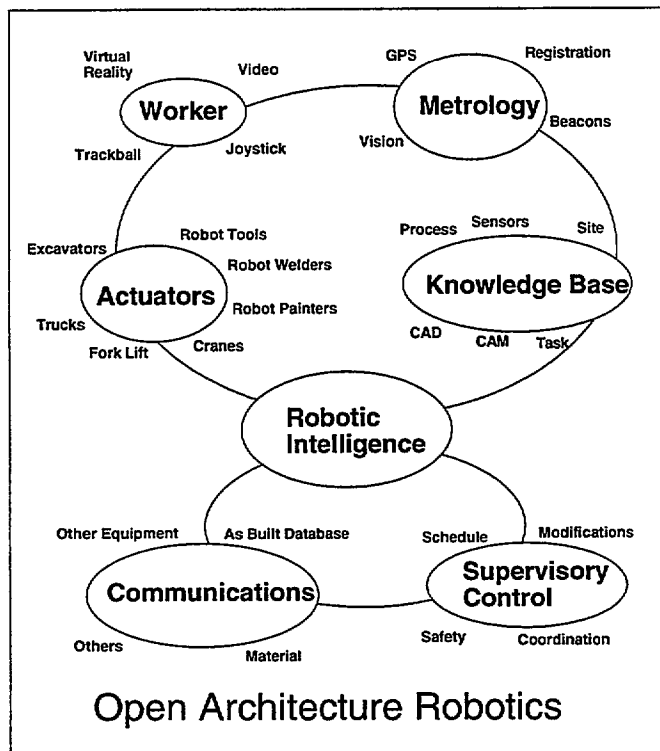 Virtual
Reality
Video
Worker
Trackball
Joystick
GPS
Registration
Metrology
Vision
Beacons
Excavators
Robot Tools
Robot Welders
Actuators
Robot Painters
Trucks
Fork Lift
Cranes
Process
Sensors
Site
Knowledge Base
CAD
CAM
Task
Robotic
Intelligence
Other Equipment
As Built Database
Communications
Others
Material
Schedule
Modifications
Supervisory
Control
Safety
Coordination
Open Architecture Robotics